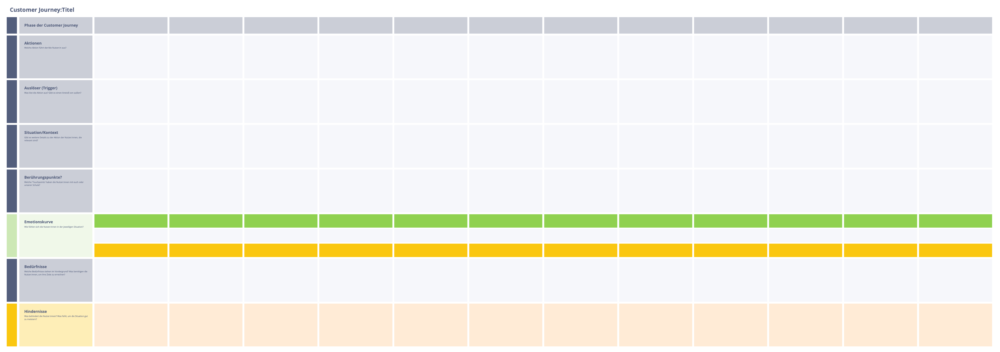 Customer Journey:Titel
Phase der Customer Journey
Aktionen
Welche Aktion führt der/die Nutzer:in aus?
Auslöser (Trigger)
Was löst die Aktion aus? Gibt es einen Anstoß von außen?
Situation/Kontext
Gibt es weitere Details zu der Aktion der Nutzer:innen, die
relevant sind?
Berührungspunkte?
Welche 'Touchpoints' haben die Nutzer:innen mit euch oder
unserer Schule?
Emotionskurve
Wie fühlen sich die Nutzer:innen in der jeweiligen Situation?
Bedürfnisse
Welche Bedürfnisse stehen im Vordergrund? Was benötigen die
Nutzer:innen, um ihre Ziele zu erreichen?
Hindernisse
Was behindert die Nutzer:innen? Was fehlt, um die Situation gut
zu meistern?